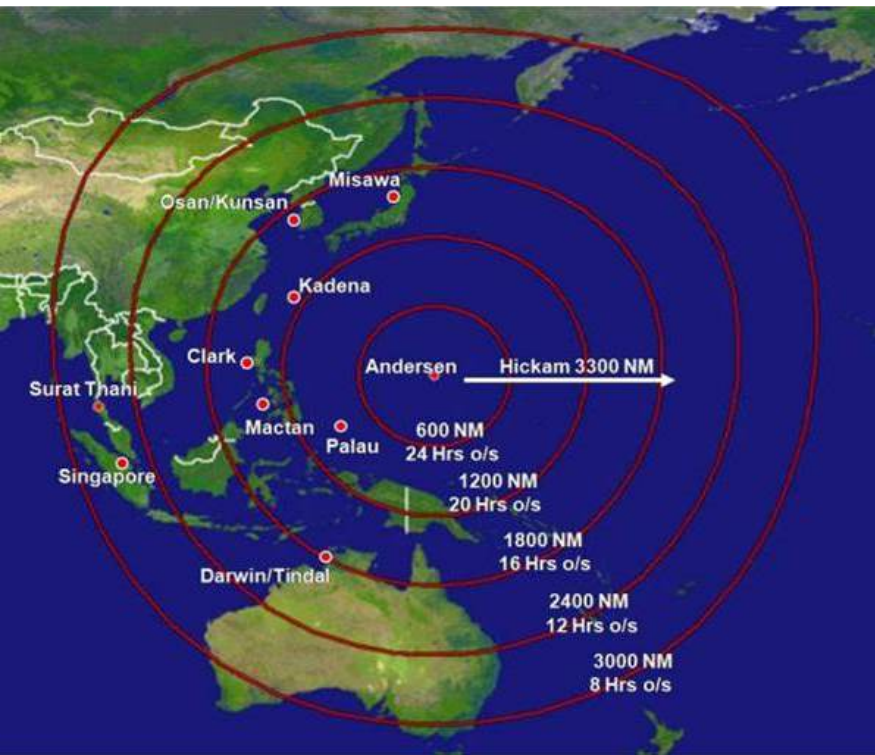 Misawa
Osan/Kunsan
Kadena
Clark
Andersen
Hickam 3300 NM
Surat Thani
Mactan
Palau
600 NM
24 Hrs o/s
Singapore
1200 NM
20 Hrs o/s
1800 NM
16 Hrs o/s
Darwin/Tindal
2400 NM
12 Hrs o/s
3000 NM
8 Hrs o/s